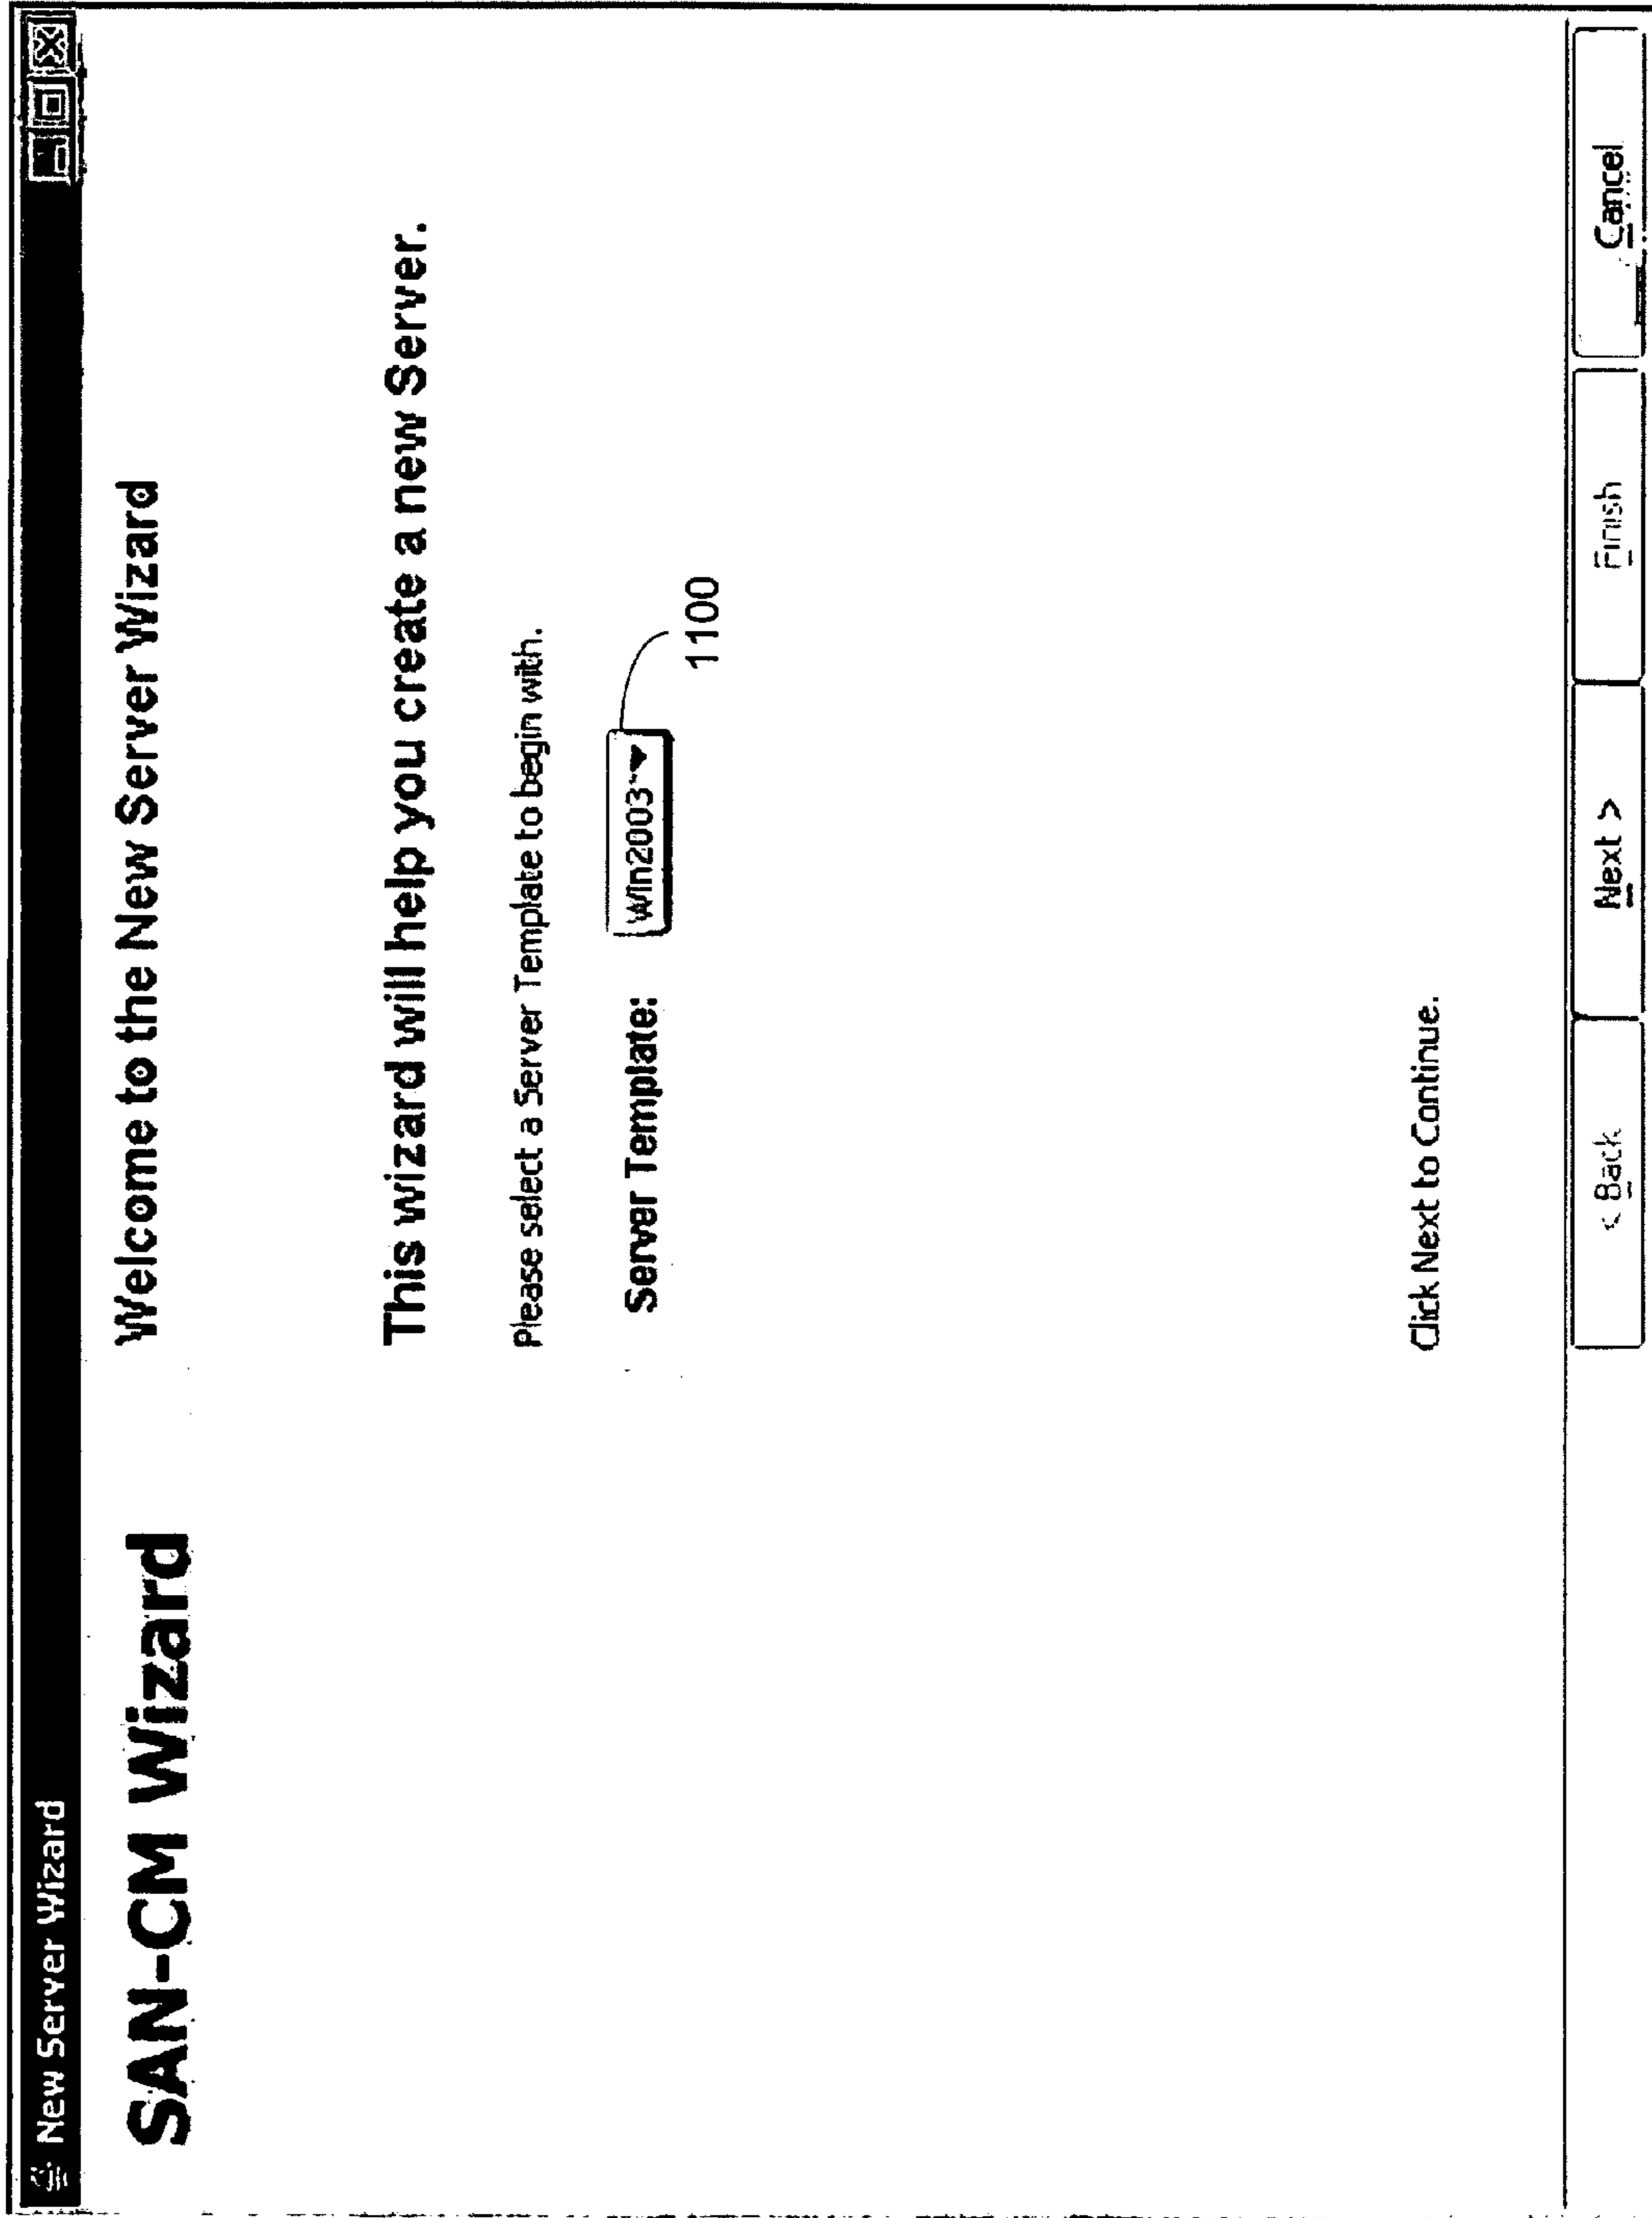 New Server Wizard
SAN-CM Wizard
Welcome to the New Server Wizard
This wizard will help you create a new Server.
Please select a Server Template to begin with.
Server Template: Win2003
1100
Click Next to Continue.
< Back Next > Finish Cancel